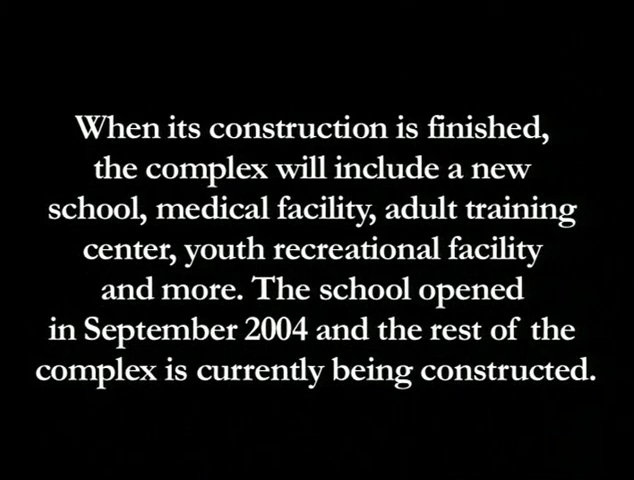 When its construction is finished,
the complex will include a new
school, medical facility, adult training
center, youth recreational facility
and more. The school opened
in September 2004 and the rest of the
complex is currently being constructed.